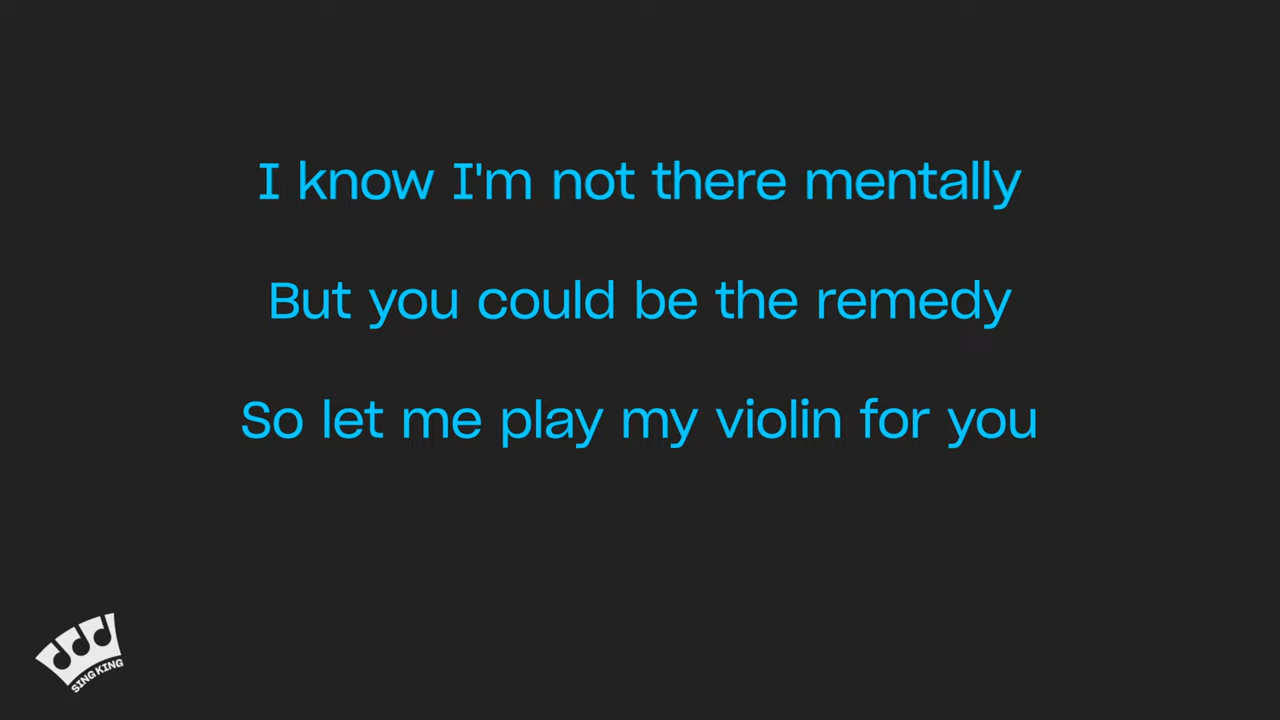 I know I'm not there mentally
But you could be the remedy
So let me play my violin for you
SING KING